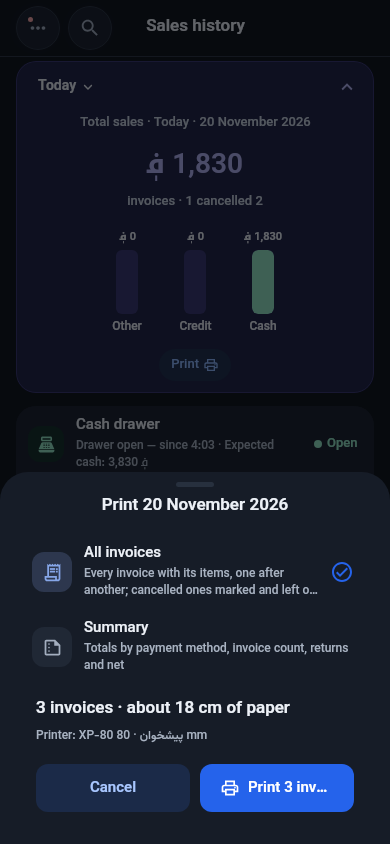 Sales history
Today
Total sales · Today · 20 November 2026
؋ 1,830
invoices · 1 cancelled 2
؋ 0
؋ 0
؋ 1,830
Other
Credit
Cash
Print
Cash drawer
Drawer open — since 4:03 · Expected
cash: 3,830 ؋
Open
Print 20 November 2026
All invoices
Every invoice with its items, one after
another; cancelled ones marked and left o...
Summary
Totals by payment method, invoice count, returns
and net
3 invoices · about 18 cm of paper
Printer: XP-80 80 · پیشخوان mm
Cancel
Print 3 inv...